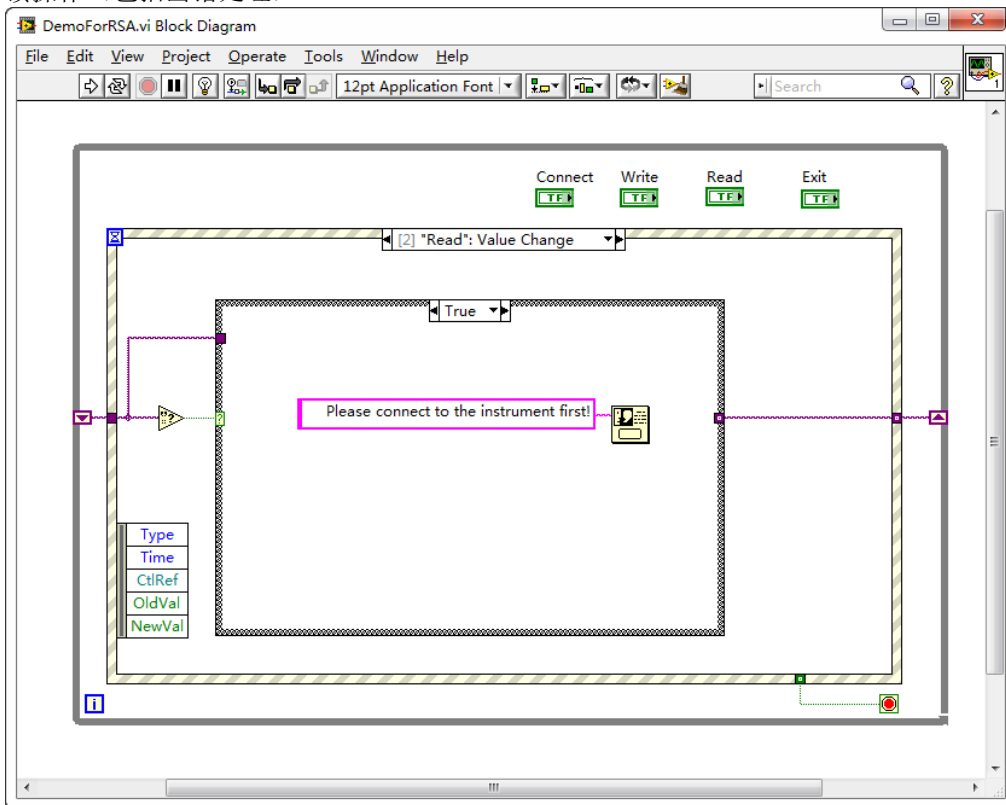 DemoForRSA.vi Block Diagram
File Edit View Project Operate Tools Window Help
12pt Application Font
Search
1
Connect Write Read Exit
TF TF TF TF
[2] "Read": Value Change
True
?
Please connect to the instrument first!
?
Type
Time
CtlRef
OldVal
NewVal
i